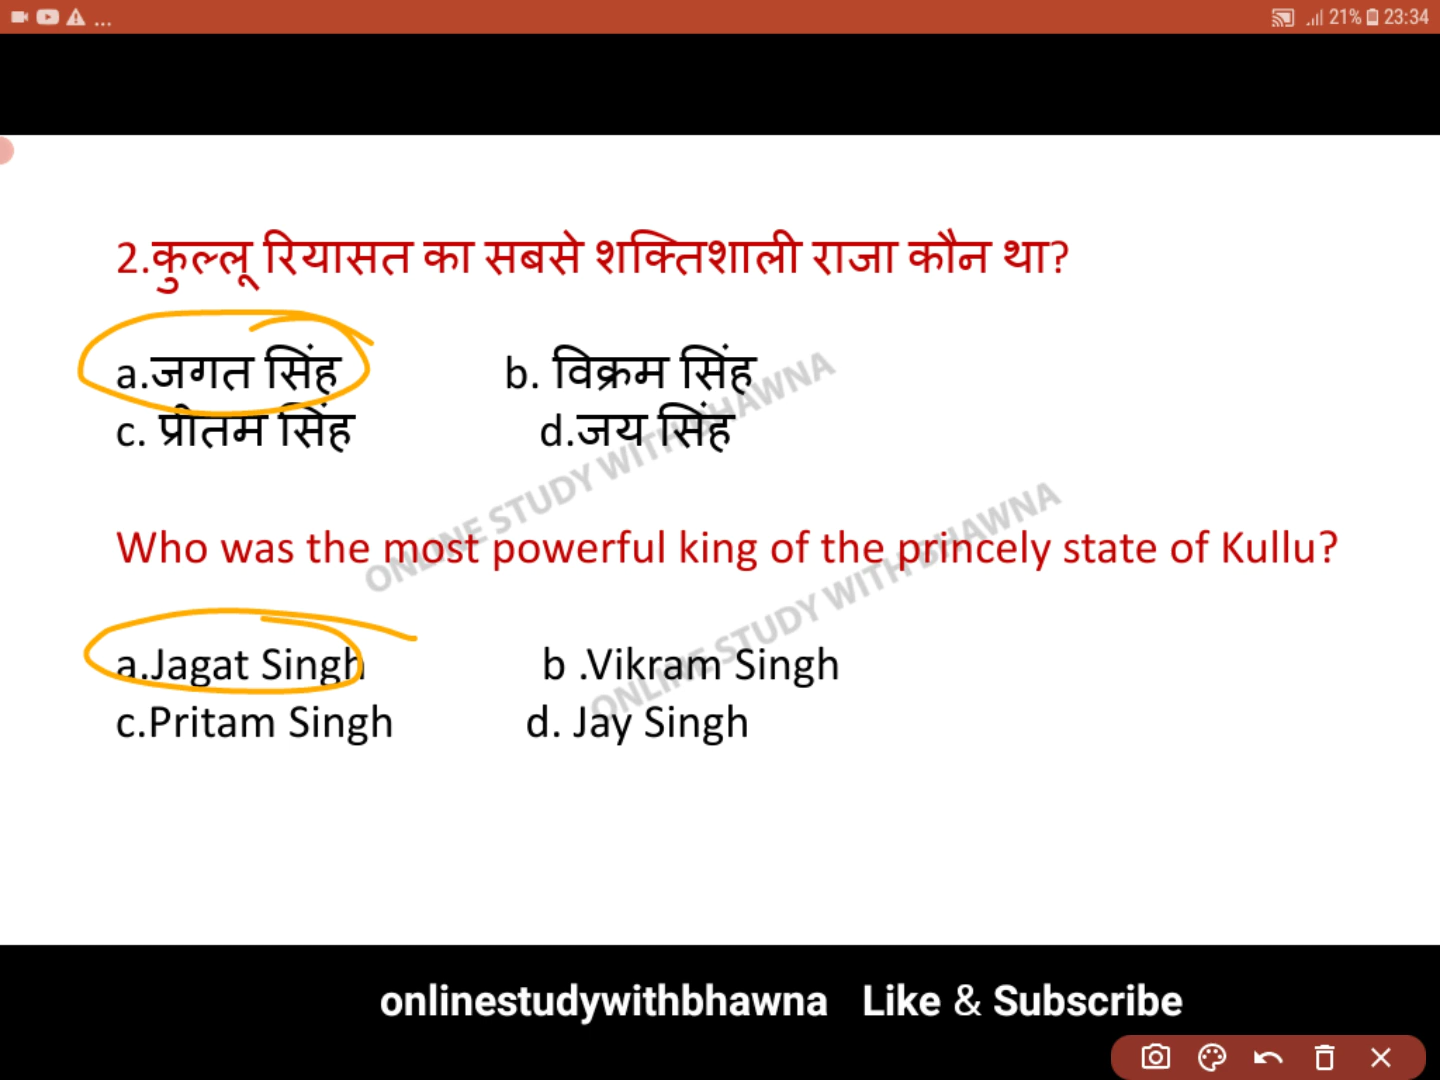 ... 21% 23:34
2.कुल्लू रियासत का सबसे शक्तिशाली राजा कौन था?
a.जगत सिंह b. विक्रम सिंह
c. प्रीतम सिंह d.जय सिंह
ONLINE STUDY WITH BHAWNA
Who was the most powerful king of the princely state of Kullu?
ONLINE STUDY WITH BHAWNA
a.Jagat Singh b .Vikram Singh
c.Pritam Singh d. Jay Singh
onlinestudywithbhawna Like & Subscribe